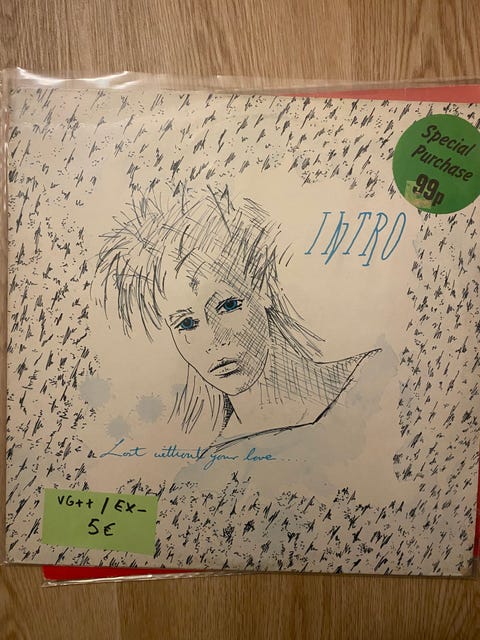 Special
Purchase
99p
INTRO
Lost without your love....
VG++ / EX-
5€